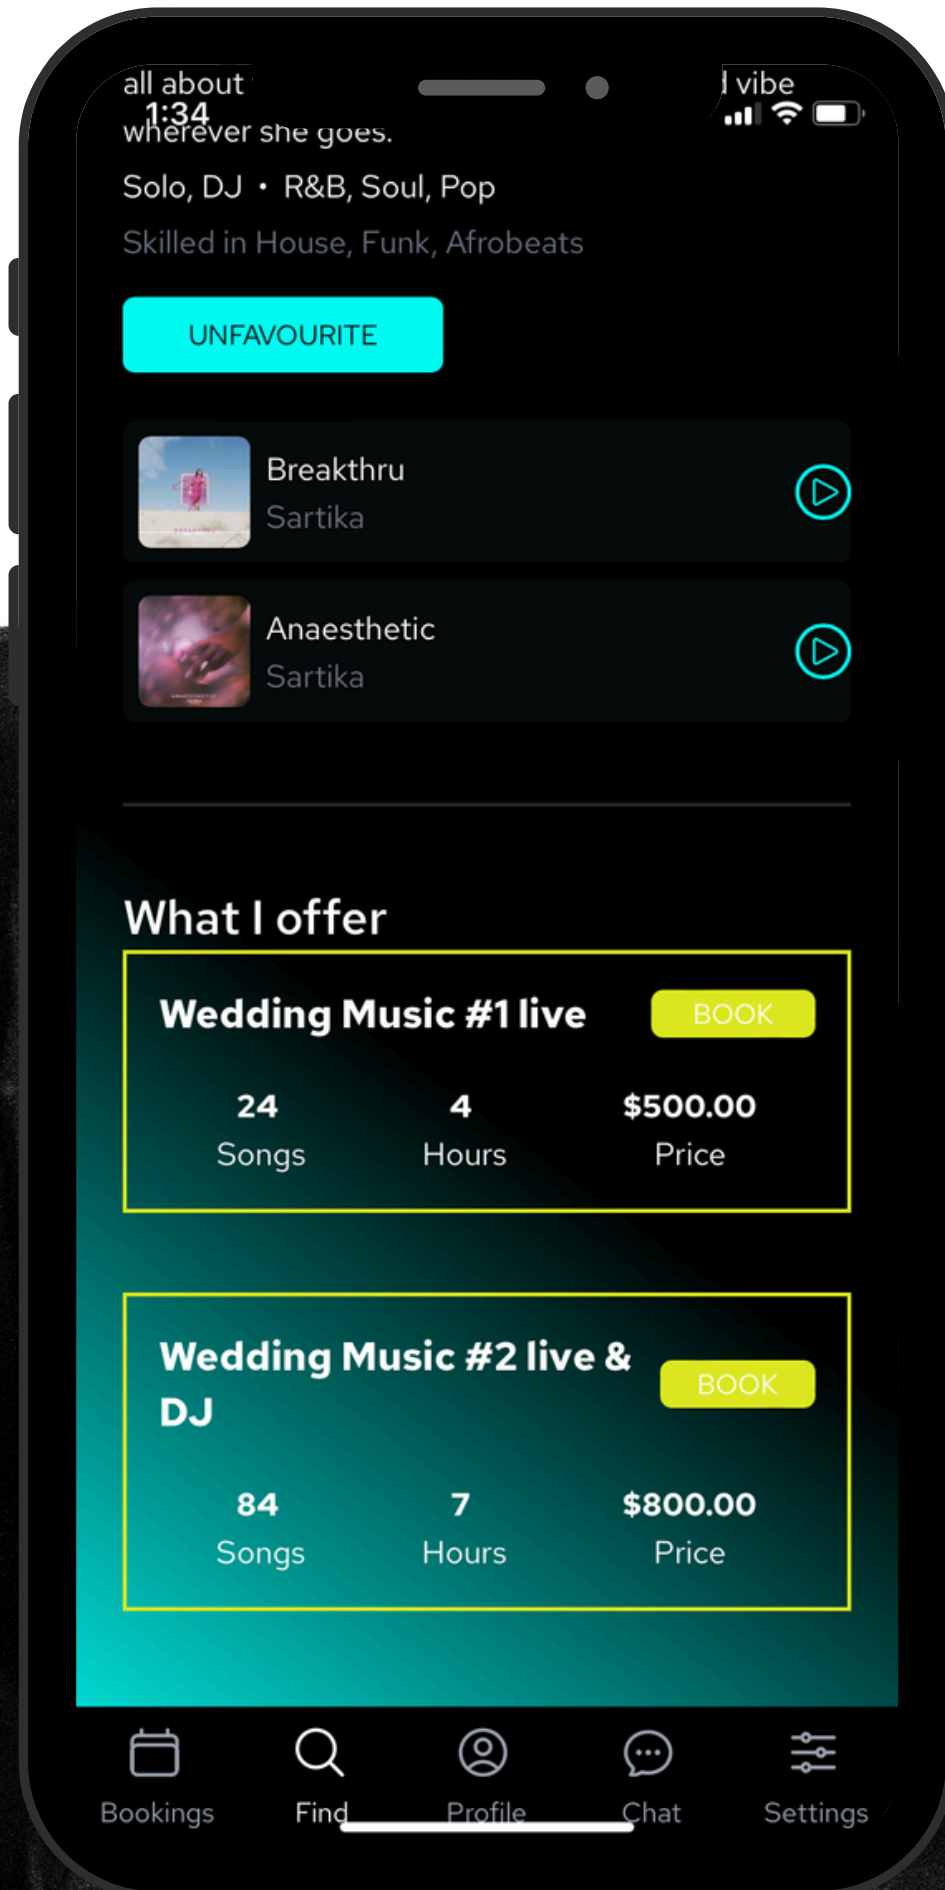 all about d vibe
1:34
wherever she goes.
Solo, DJ • R&B, Soul, Pop
Skilled in House, Funk, Afrobeats
UNFAVOURITE
Breakthru
Sartika
Anaesthetic
Sartika
What I offer
Wedding Music #1 live
BOOK
24 4 $500.00
Songs Hours Price
Wedding Music #2 live &
DJ
BOOK
84 7 $800.00
Songs Hours Price
Bookings Find Profile Chat Settings